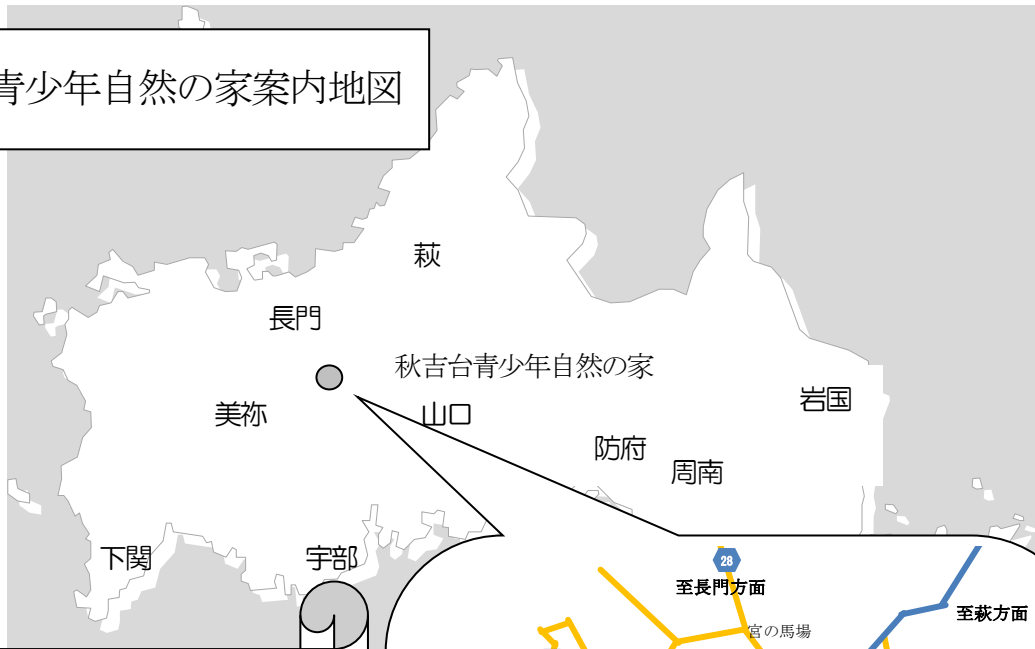 青少年自然の家案内地図
萩
長門
秋吉台青少年自然の家
美祢
山口
岩国
防府
周南
下関
宇部
28
至長門方面
至萩方面
宮の馬場